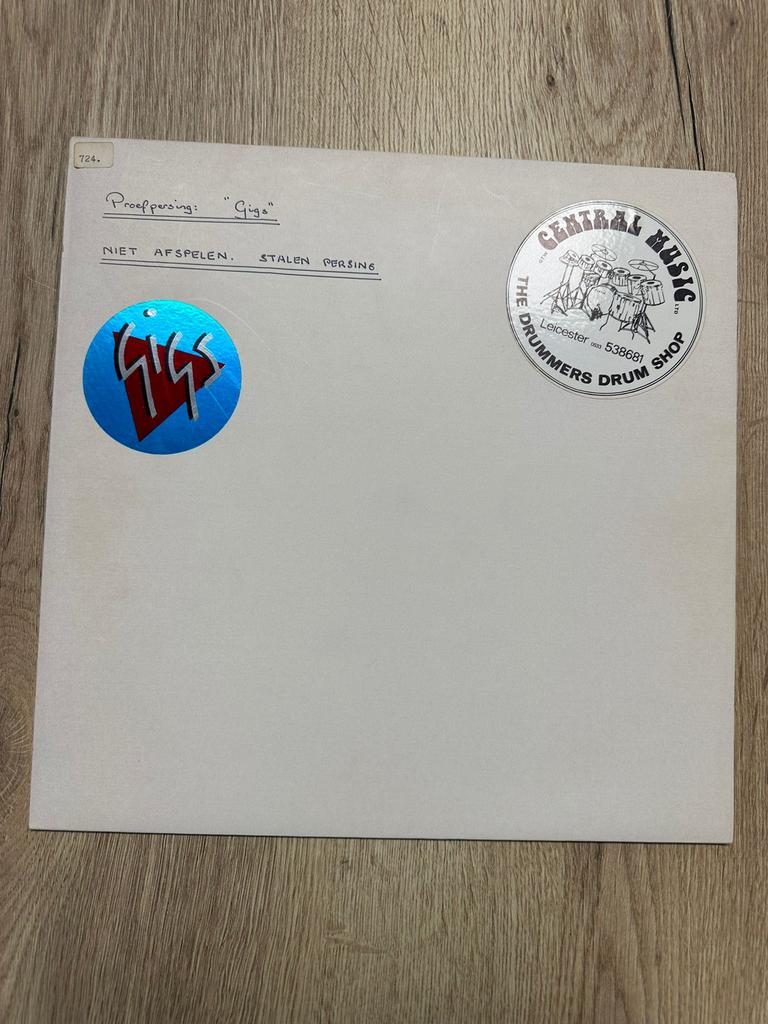 724.
Proefpersing: "Gigs"
NIET AFSPELEN. STALEN PERSING
GiGS
CENTRAL MUSIC
LTD
Leicester 0533 538681
THE DRUMMERS DRUM SHOP